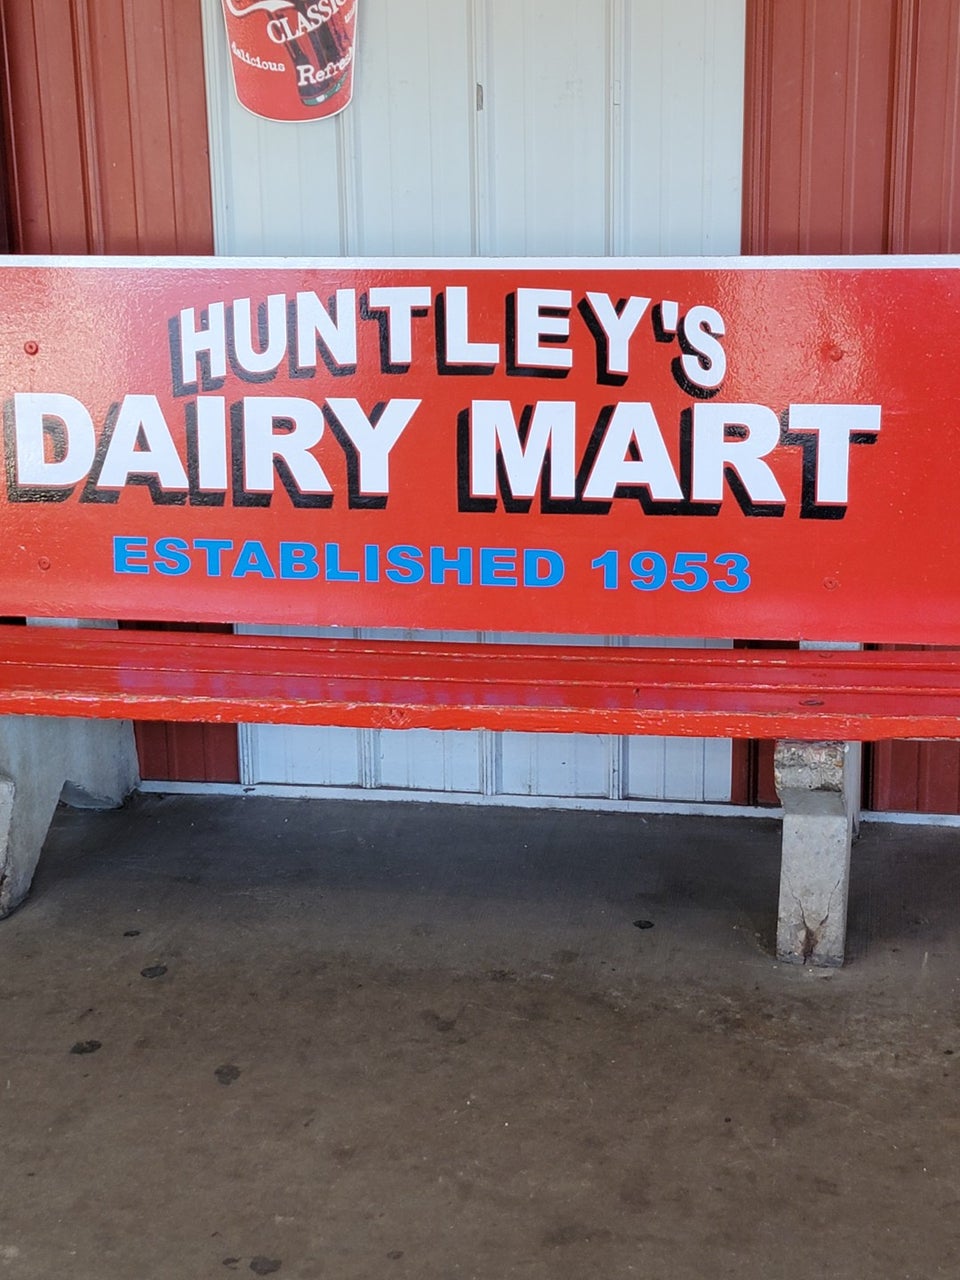 CLASSIC
delicious
HUNTLEY'S
DAIRY MART
ESTABLISHED 1953